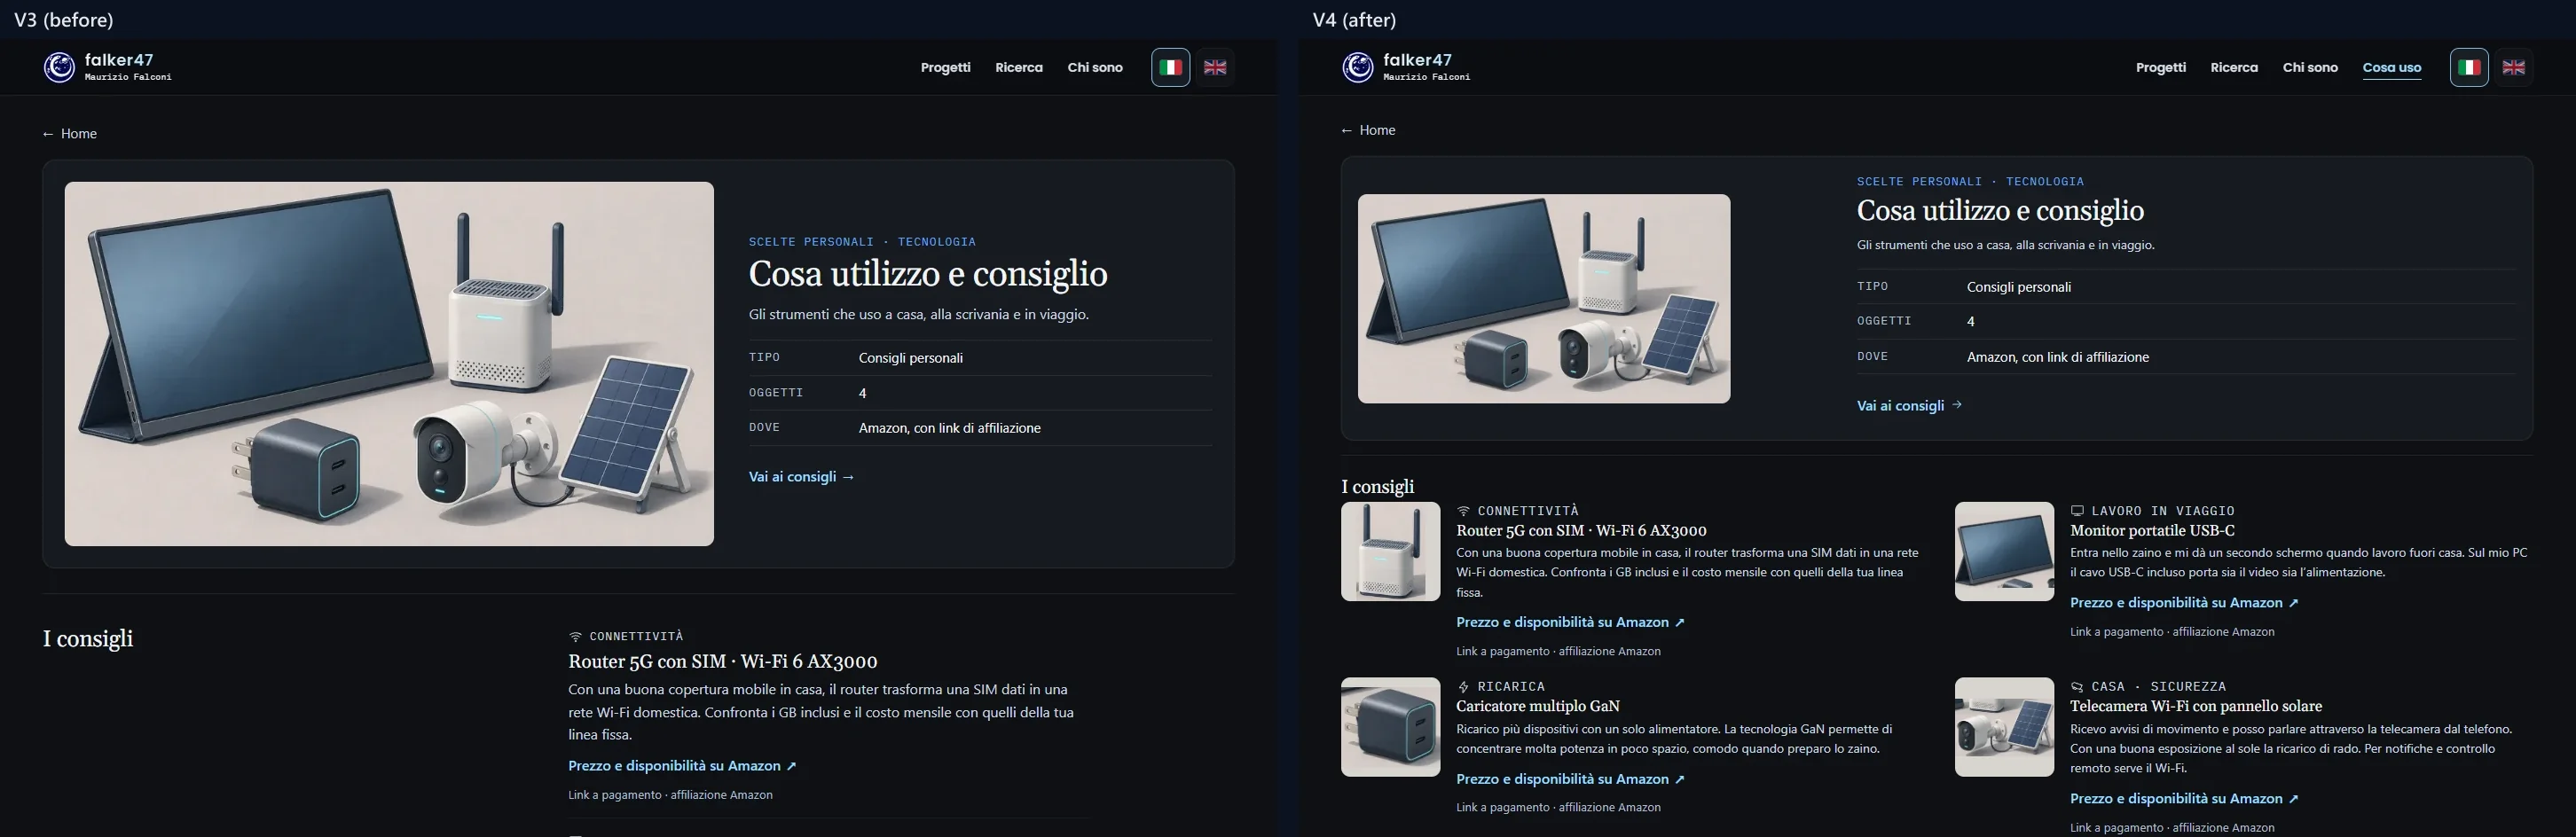 V3 (before)
falker47
Maurizio Falconi
Progetti
Ricerca
Chi sono
← Home
SCELTE PERSONALI · TECNOLOGIA
Cosa utilizzo e consiglio
Gli strumenti che uso a casa, alla scrivania e in viaggio.
TIPO Consigli personali
OGGETTI 4
DOVE Amazon, con link di affiliazione
Vai ai consigli →
I consigli
CONNETTIVITÀ
Router 5G con SIM · Wi-Fi 6 AX3000
Con una buona copertura mobile in casa, il router trasforma una SIM dati in una
rete Wi-Fi domestica. Confronta i GB inclusi e il costo mensile con quelli della tua
linea fissa.
Prezzo e disponibilità su Amazon ↗
Link a pagamento · affiliazione Amazon
V4 (after)
falker47
Maurizio Falconi
Progetti
Ricerca
Chi sono
Cosa uso
← Home
SCELTE PERSONALI · TECNOLOGIA
Cosa utilizzo e consiglio
Gli strumenti che uso a casa, alla scrivania e in viaggio.
TIPO Consigli personali
OGGETTI 4
DOVE Amazon, con link di affiliazione
Vai ai consigli →
I consigli
CONNETTIVITÀ
Router 5G con SIM · Wi-Fi 6 AX3000
Con una buona copertura mobile in casa, il router trasforma una SIM dati in una rete
Wi-Fi domestica. Confronta i GB inclusi e il costo mensile con quelli della tua linea
fissa.
Prezzo e disponibilità su Amazon ↗
Link a pagamento · affiliazione Amazon
LAVORO IN VIAGGIO
Monitor portatile USB-C
Entra nello zaino e mi dà un secondo schermo quando lavoro fuori casa. Sul mio PC
il cavo USB-C incluso porta sia il video sia l’alimentazione.
Prezzo e disponibilità su Amazon ↗
Link a pagamento · affiliazione Amazon
RICARICA
Caricatore multiplo GaN
Ricarico più dispositivi con un solo alimentatore. La tecnologia GaN permette di
concentrare molta potenza in poco spazio, comodo quando preparo lo zaino.
Prezzo e disponibilità su Amazon ↗
Link a pagamento · affiliazione Amazon
CASA · SICUREZZA
Telecamera Wi-Fi con pannello solare
Ricevo avvisi di movimento e posso parlare attraverso la telecamera dal telefono.
Con una buona esposizione al sole la ricarico di rado. Per notifiche e controllo
remoto serve il Wi-Fi.
Prezzo e disponibilità su Amazon ↗
Link a pagamento · affiliazione Amazon